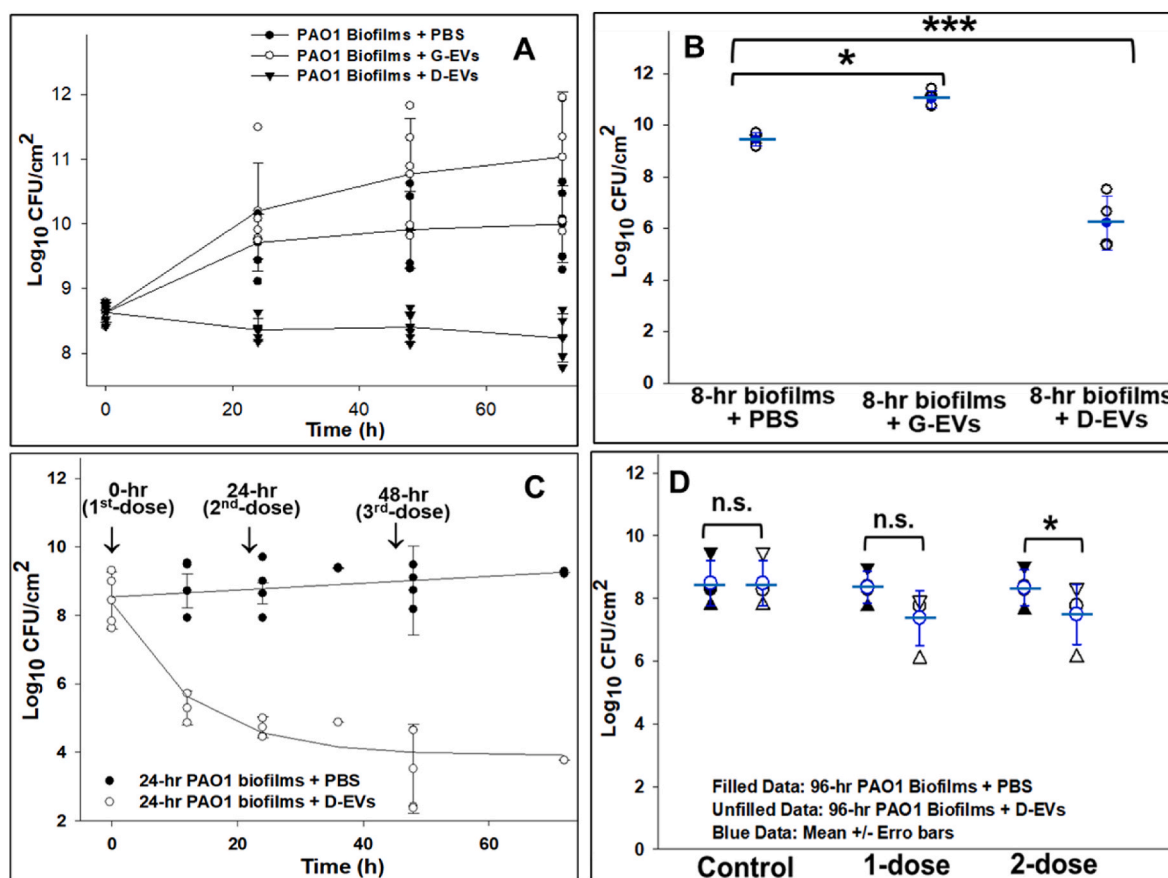 A
PAO1 Biofilms + PBS
PAO1 Biofilms + G-EVs
PAO1 Biofilms + D-EVs
12
11
10
9
8
Log10 CFU/cm2
0
20
40
60
Time (h)
B
***
*
12
10
8
6
4
2
0
Log10 CFU/cm2
8-hr biofilms
+ PBS
8-hr biofilms
+ G-EVs
8-hr biofilms
+ D-EVs
C
0-hr
(1st-dose)
24-hr
(2nd-dose)
48-hr
(3rd-dose)
12
10
8
6
4
2
Log10 CFU/cm2
24-hr PAO1 biofilms + PBS
24-hr PAO1 biofilms + D-EVs
0
20
40
60
Time (h)
D
n.s.
n.s.
*
12
10
8
6
4
2
0
Log10 CFU/cm2
Filled Data: 96-hr PAO1 Biofilms + PBS
Unfilled Data: 96-hr PAO1 Biofilms + D-EVs
Blue Data: Mean +/- Erro bars
Control
1-dose
2-dose